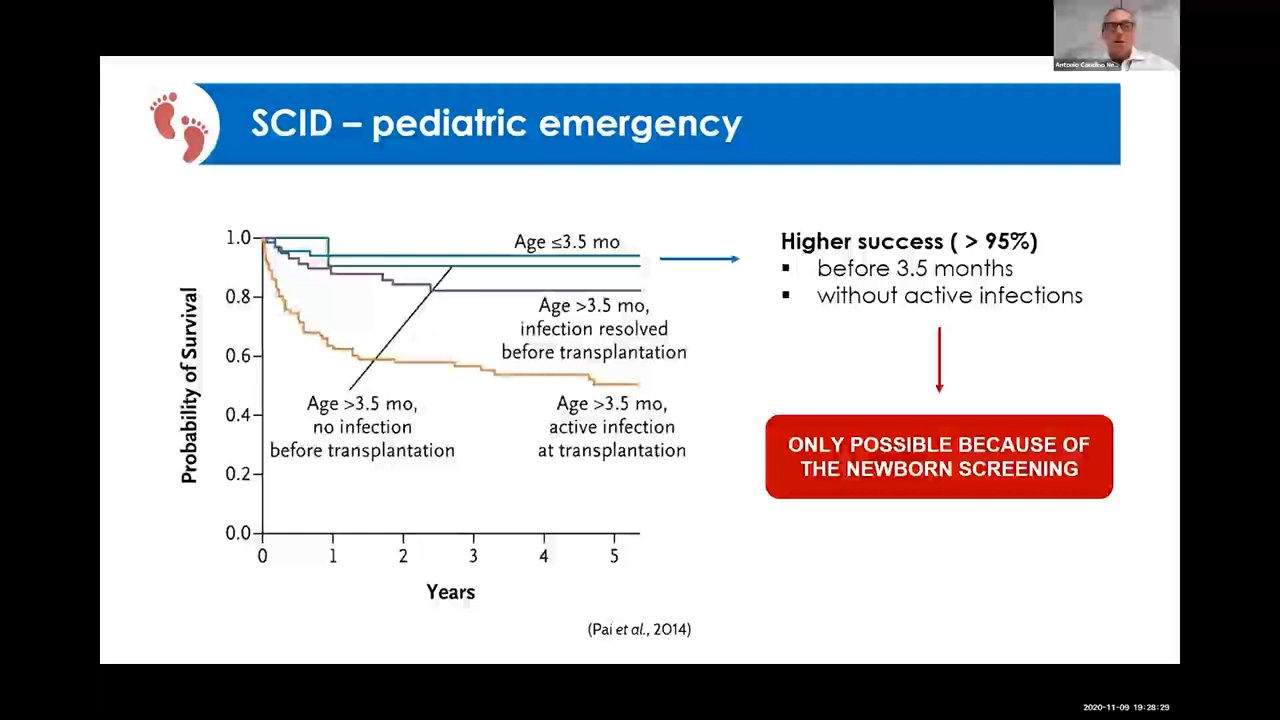 Antonio Condino Ne...
SCID – pediatric emergency
1.0
0.8
0.6
0.4
0.2
0.0
Probability of Survival
Age ≤3.5 mo
Age >3.5 mo,
infection resolved
before transplantation
Age >3.5 mo,
no infection
before transplantation
Age >3.5 mo,
active infection
at transplantation
0 1 2 3 4 5
Years
(Pai et al., 2014)
Higher success ( > 95%)
▪ before 3.5 months
▪ without active infections
ONLY POSSIBLE BECAUSE OF
THE NEWBORN SCREENING
2020-11-09 19:28:29